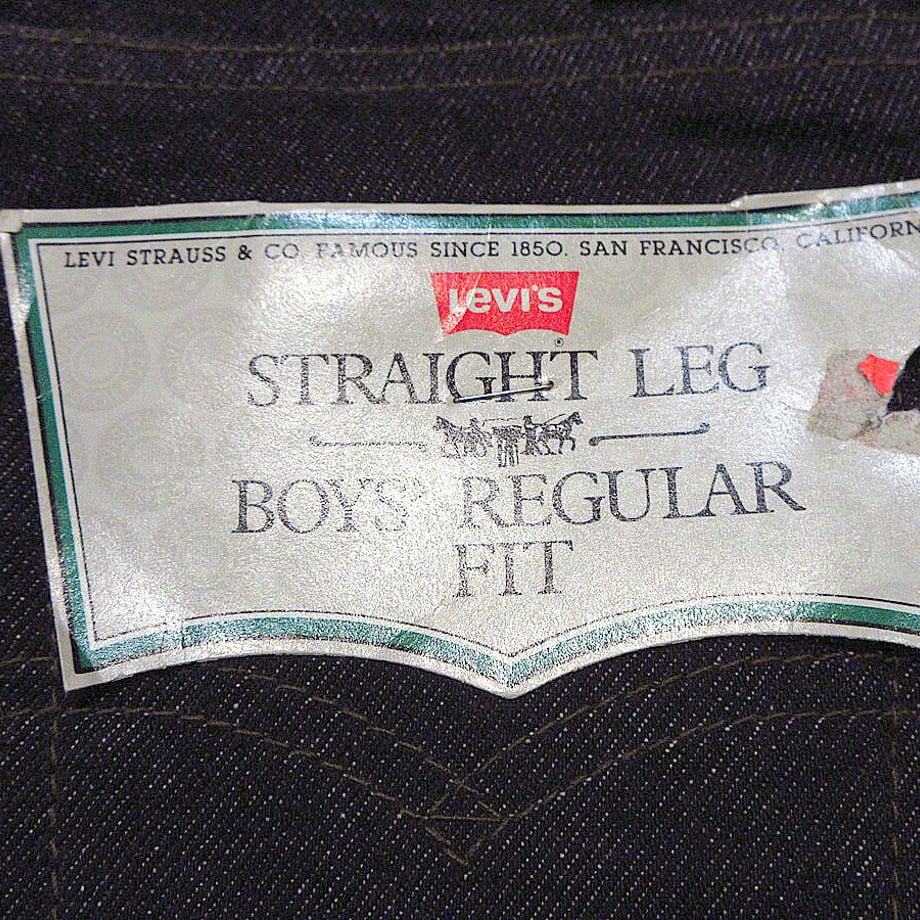 LEVI STRAUSS & CO. FAMOUS SINCE 1850. SAN FRANCISCO, CALIFORN
Levi's
STRAIGHT LEG
BOYS' REGULAR
FIT